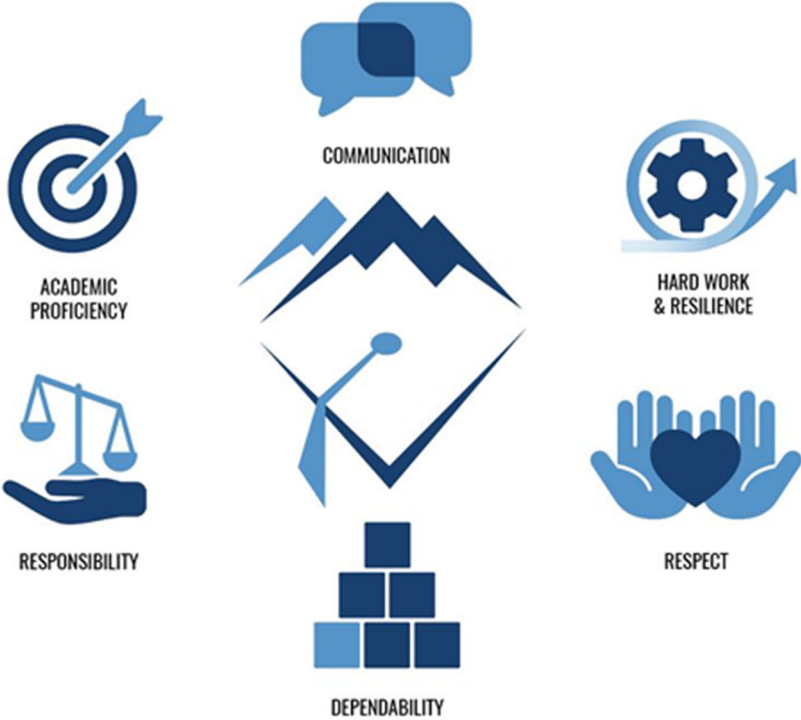 COMMUNICATION
ACADEMIC
PROFICIENCY
HARD WORK
& RESILIENCE
RESPONSIBILITY
RESPECT
DEPENDABILITY